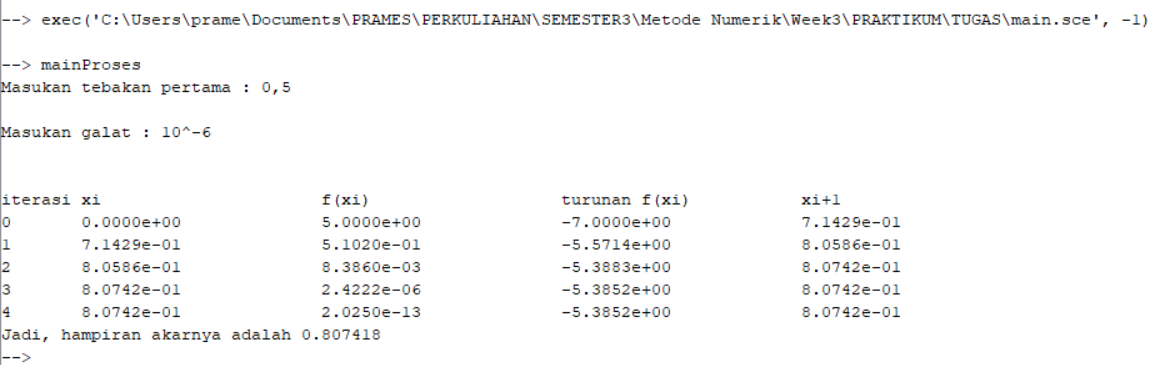 --> exec('C:\Users\prame\Documents\PRAMES\PERKULIAHAN\SEMESTER3\Metode Numerik\Week3\PRAKTIKUM\TUGAS\main.sce', -1)
--> mainProses
Masukan tebakan pertama : 0,5
Masukan galat : 10^-6
iterasi xi f(xi) turunan f(xi) xi+1
0 0.0000e+00 5.0000e+00 -7.0000e+00 7.1429e-01
1 7.1429e-01 5.1020e-01 -5.5714e+00 8.0586e-01
2 8.0586e-01 8.3860e-03 -5.3883e+00 8.0742e-01
3 8.0742e-01 2.4222e-06 -5.3852e+00 8.0742e-01
4 8.0742e-01 2.0250e-13 -5.3852e+00 8.0742e-01
Jadi, hampiran akarnya adalah 0.807418
-->